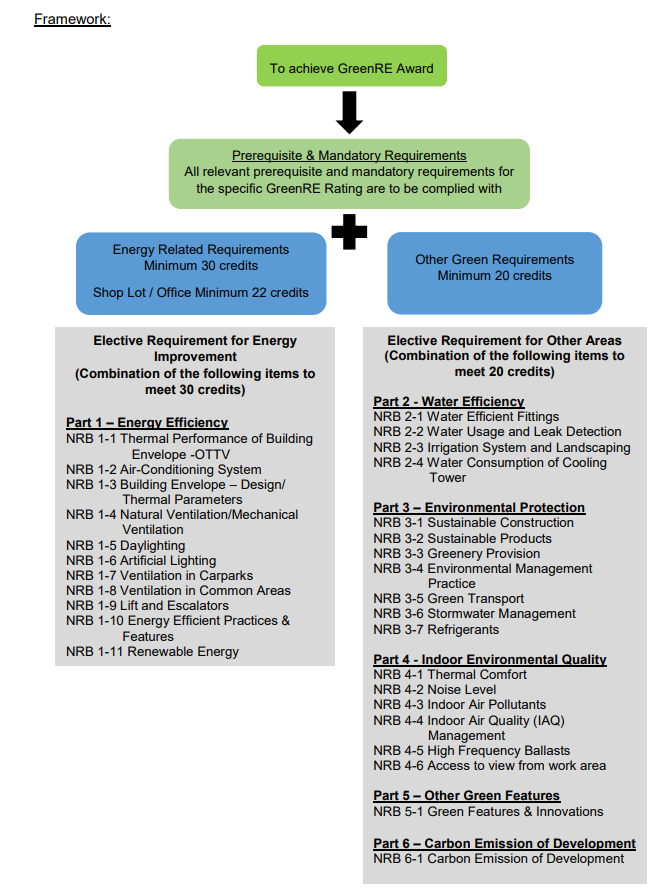 Framework:
To achieve GreenRE Award
Prerequisite & Mandatory Requirements
All relevant prerequisite and mandatory requirements for
the specific GreenRE Rating are to be complied with
Energy Related Requirements
Minimum 30 credits
Shop Lot / Office Minimum 22 credits
Other Green Requirements
Minimum 20 credits
Elective Requirement for Energy
Improvement
(Combination of the following items to
meet 30 credits)
Part 1 – Energy Efficiency
NRB 1-1 Thermal Performance of Building
Envelope -OTTV
NRB 1-2 Air-Conditioning System
NRB 1-3 Building Envelope – Design/
Thermal Parameters
NRB 1-4 Natural Ventilation/Mechanical
Ventilation
NRB 1-5 Daylighting
NRB 1-6 Artificial Lighting
NRB 1-7 Ventilation in Carparks
NRB 1-8 Ventilation in Common Areas
NRB 1-9 Lift and Escalators
NRB 1-10 Energy Efficient Practices &
Features
NRB 1-11 Renewable Energy
Elective Requirement for Other Areas
(Combination of the following items to
meet 20 credits)
Part 2 - Water Efficiency
NRB 2-1 Water Efficient Fittings
NRB 2-2 Water Usage and Leak Detection
NRB 2-3 Irrigation System and Landscaping
NRB 2-4 Water Consumption of Cooling
Tower
Part 3 – Environmental Protection
NRB 3-1 Sustainable Construction
NRB 3-2 Sustainable Products
NRB 3-3 Greenery Provision
NRB 3-4 Environmental Management
Practice
NRB 3-5 Green Transport
NRB 3-6 Stormwater Management
NRB 3-7 Refrigerants
Part 4 - Indoor Environmental Quality
NRB 4-1 Thermal Comfort
NRB 4-2 Noise Level
NRB 4-3 Indoor Air Pollutants
NRB 4-4 Indoor Air Quality (IAQ)
Management
NRB 4-5 High Frequency Ballasts
NRB 4-6 Access to view from work area
Part 5 – Other Green Features
NRB 5-1 Green Features & Innovations
Part 6 – Carbon Emission of Development
NRB 6-1 Carbon Emission of Development